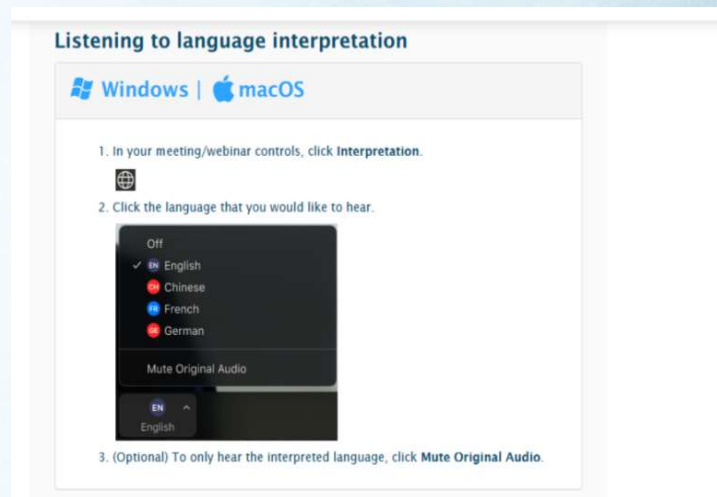 Listening to language interpretation
Windows | macOS
1. In your meeting/webinar controls, click Interpretation.
2. Click the language that you would like to hear.
Off
EN English
CH Chinese
FR French
GE German
Mute Original Audio
EN
English
3. (Optional) To only hear the interpreted language, click Mute Original Audio.